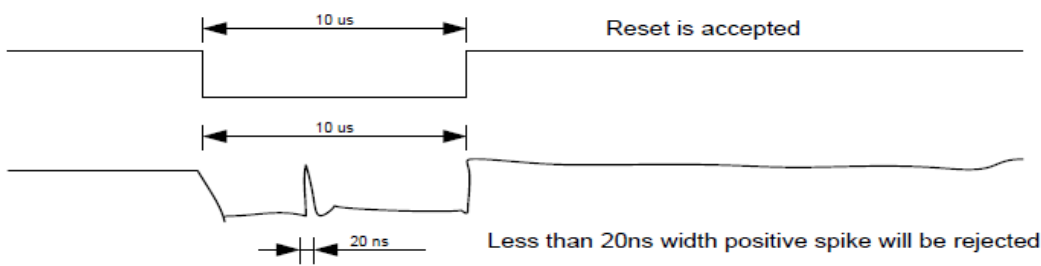 10 us
Reset is accepted
10 us
20 ns
Less than 20ns width positive spike will be rejected